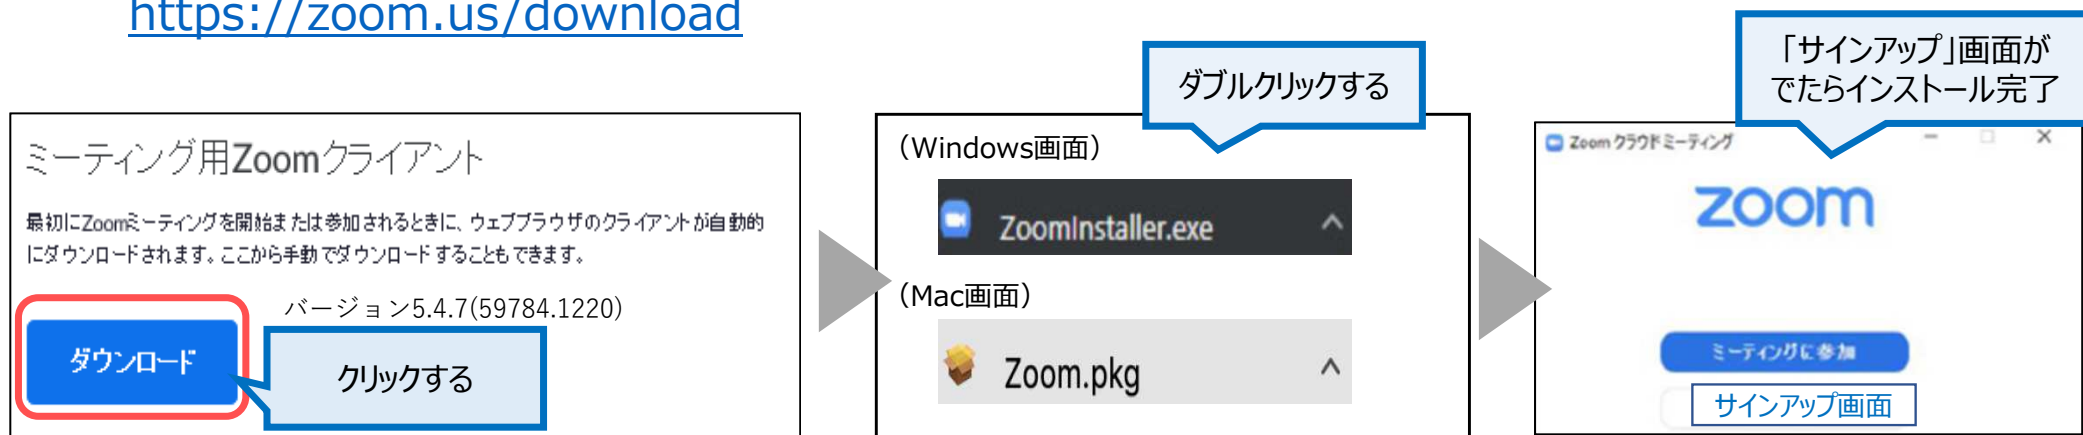 https://zoom.us/download
ミーティング用Zoomクライアント
最初にZoomミーティングを開始または参加されるときに、ウェブブラウザのクライアントが自動的
にダウンロードされます。ここから手動でダウンロードすることもできます。
バージョン5.4.7(59784.1220)
ダウンロード
クリックする
ダブルクリックする
（Windows画面）
ZoomInstaller.exe
（Mac画面）
Zoom.pkg
「サインアップ」画面が
でたらインストール完了
Zoom クラウドミーティング
zoom
ミーティングに参加
サインアップ画面